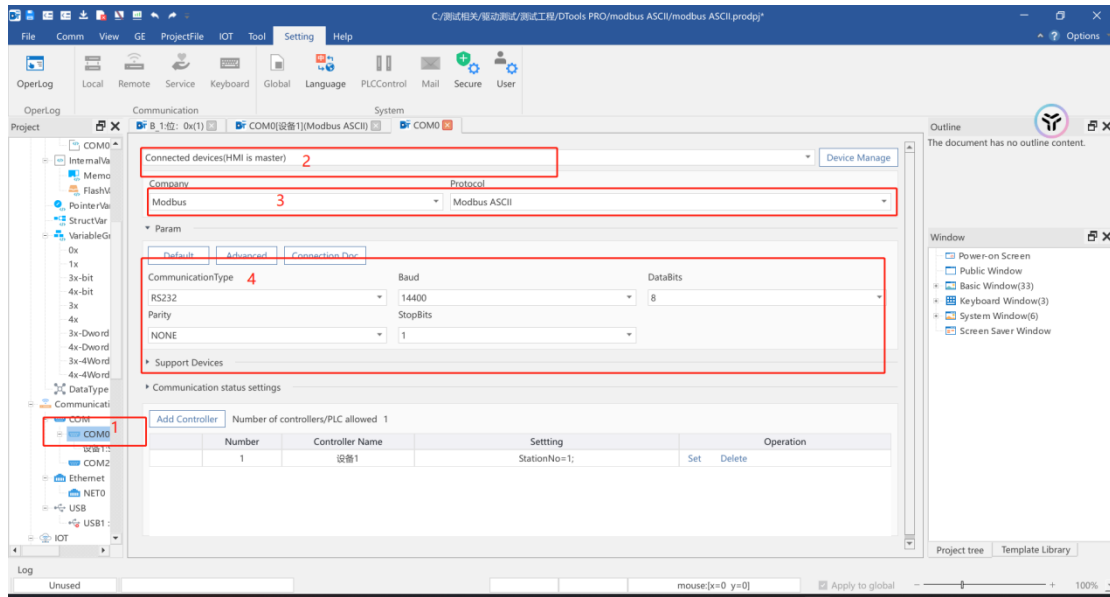 C:/测试相关/驱动测试/测试工程/DTools PRO/modbus ASCII/modbus ASCII.prodpj*
File Comm View GE ProjectFile IOT Tool Setting Help
Options
OperLog Local Remote Service Keyboard Global Language PLCControl Mail Secure User
OperLog Communication System
Project
B_1:位: 0x(1) COM0[设备1](Modbus ASCII) COM0
Outline
The document has no outline content.
COM0
InternalVa
Memo
FlashVa
PointerVar
StructVar
VariableGr
0x
1x
3x-bit
4x-bit
3x
4x
3x-Dword
4x-Dword
3x-4Word
4x-4Word
DataType
Communicati
COM
COM0
1
设备1:
COM2
Ethernet
NET0
USB
USB1 :
IOT
Connected devices(HMI is master) 2
Device Manage
Company Protocol
Modbus 3 Modbus ASCII
Param
Default Advanced Connection Doc
CommunicationType 4 Baud DataBits
RS232 14400 8
Parity StopBits
NONE 1
Support Devices
Communication status settings
Add Controller Number of controllers/PLC allowed 1
Number Controller Name Settting Operation
1 设备1 StationNo=1; Set Delete
Window
Power-on Screen
Public Window
Basic Window(33)
Keyboard Window(3)
System Window(6)
Screen Saver Window
Project tree Template Library
Log
Unused mouse:[x=0 y=0] Apply to global 100%